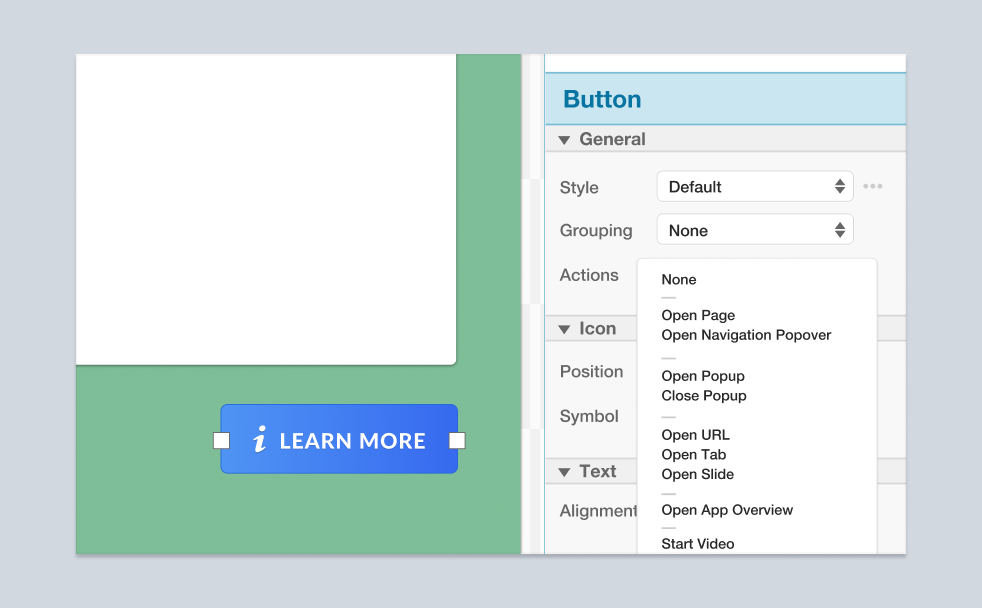 LEARN MORE
Button
General
Style Default
Grouping None
Actions
None
Open Page
Open Navigation Popover
Icon
Position
Open Popup
Close Popup
Symbol
Open URL
Open Tab
Open Slide
Text
Alignment
Open App Overview
Start Video